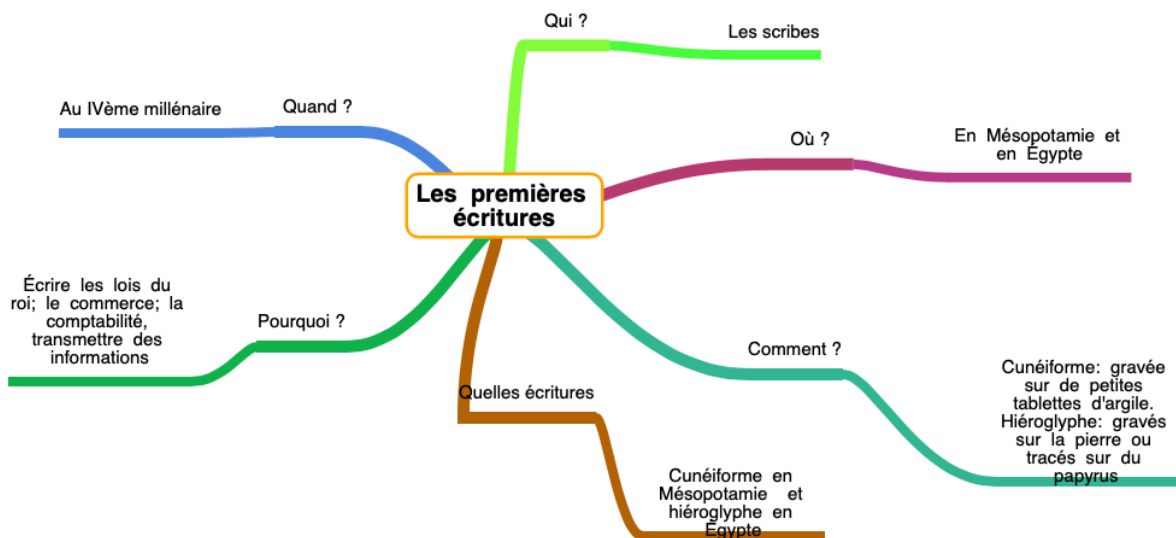 Les premières
écritures
Qui ?
Les scribes
Où ?
En Mésopotamie et
en Égypte
Comment ?
Cunéiforme: gravée
sur de petites
tablettes d'argile.
Hiéroglyphe: gravés
sur la pierre ou
tracés sur du
papyrus
Quelles écritures
Cunéiforme en
Mésopotamie et
hiéroglyphe en
Égypte
Pourquoi ?
Écrire les lois du
roi; le commerce; la
comptabilité,
transmettre des
informations
Quand ?
Au IVème millénaire